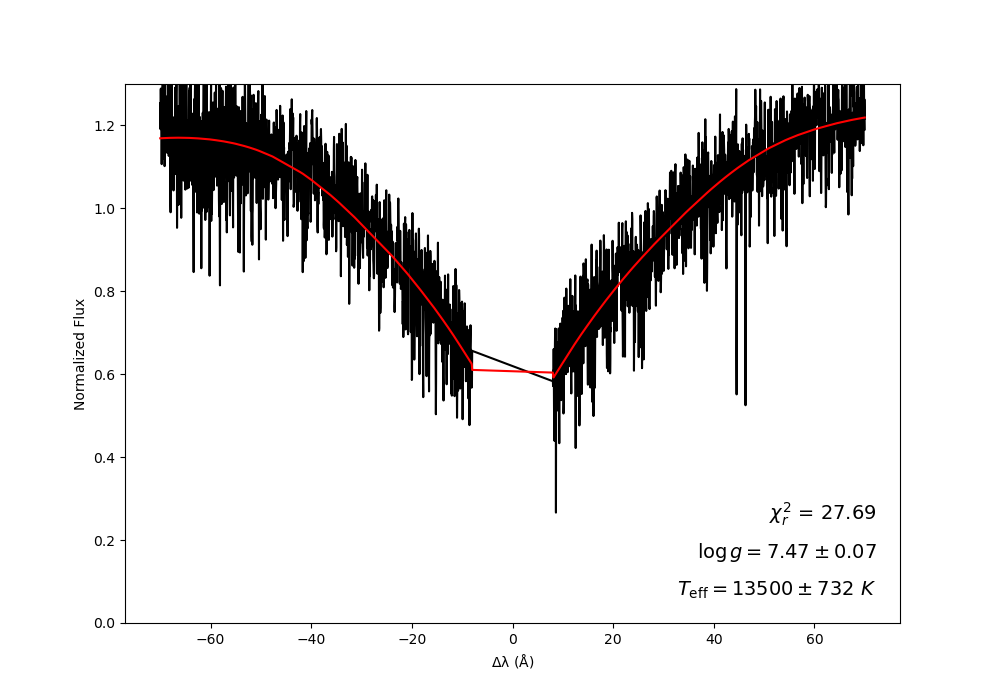 1.2
1.0
0.8
0.6
0.4
0.2
0.0
Normalized Flux
χ²ᵣ = 27.69
log g = 7.47 ± 0.07
T_eff = 13500 ± 732 K
−60 −40 −20 0 20 40 60
Δλ (Å)